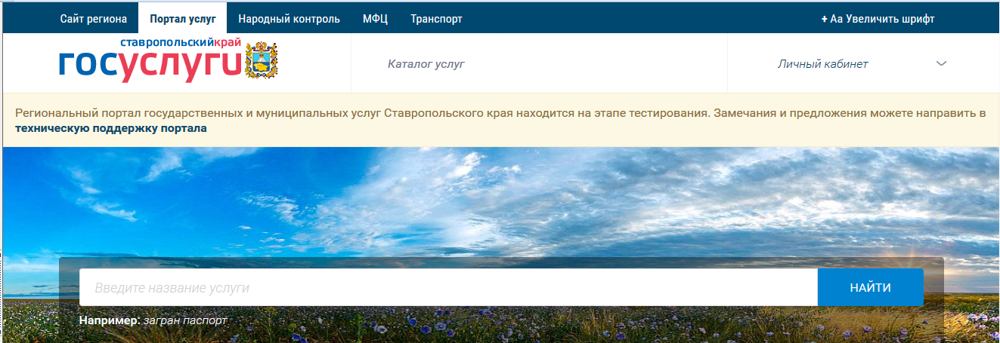 Сайт региона Портал услуг Народный контроль МФЦ Транспорт + Aa Увеличить шрифт
ставропольскийкрай
госуслуги Каталог услуг Личный кабинет
Региональный портал государственных и муниципальных услуг Ставропольского края находится на этапе тестирования. Замечания и предложения можете направить в
техническую поддержку портала
Введите название услуги НАЙТИ
Например: загран паспорт